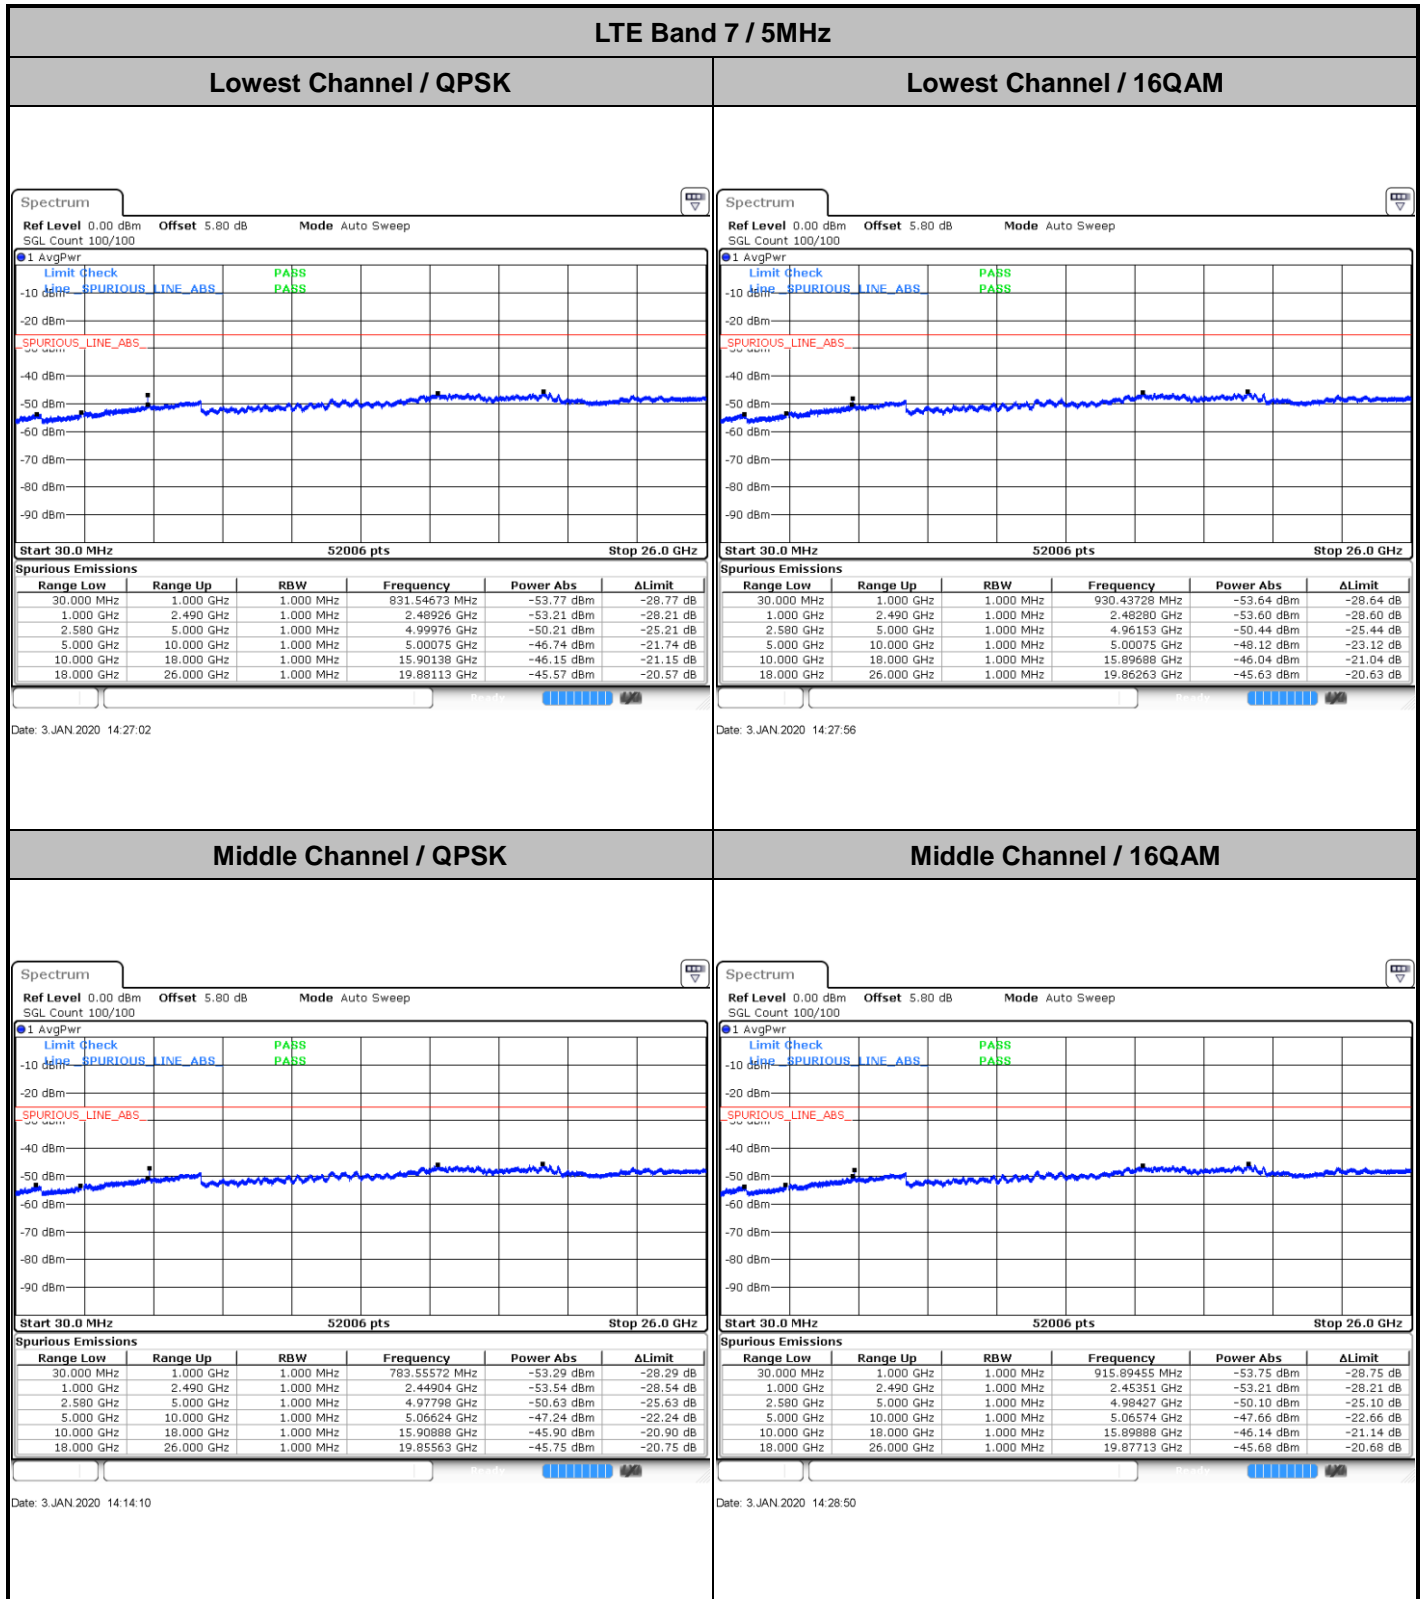 LTE Band 7 / 5MHz
Lowest Channel / QPSK
Lowest Channel / 16QAM
Spectrum
Ref Level 0.00 dBm Offset 5.80 dB Mode Auto Sweep
SGL Count 100/100
1 AvgPwr
Limit Check PASS
Line _SPURIOUS_LINE_ABS_ PASS
-10 dBm
-20 dBm
_SPURIOUS_LINE_ABS_
-40 dBm
-50 dBm
-60 dBm
-70 dBm
-80 dBm
-90 dBm
Start 30.0 MHz 52006 pts Stop 26.0 GHz
Spurious Emissions
Range Low Range Up RBW Frequency Power Abs ΔLimit
30.000 MHz 1.000 GHz 1.000 MHz 831.54673 MHz -53.77 dBm -28.77 dB
1.000 GHz 2.490 GHz 1.000 MHz 2.48926 GHz -53.21 dBm -28.21 dB
2.580 GHz 5.000 GHz 1.000 MHz 4.99976 GHz -50.21 dBm -25.21 dB
5.000 GHz 10.000 GHz 1.000 MHz 5.00075 GHz -46.74 dBm -21.74 dB
10.000 GHz 18.000 GHz 1.000 MHz 15.90138 GHz -46.15 dBm -21.15 dB
18.000 GHz 26.000 GHz 1.000 MHz 19.88113 GHz -45.57 dBm -20.57 dB
Ready
Date: 3.JAN.2020 14:27:02
Spectrum
Ref Level 0.00 dBm Offset 5.80 dB Mode Auto Sweep
SGL Count 100/100
1 AvgPwr
Limit Check PASS
Line _SPURIOUS_LINE_ABS_ PASS
-10 dBm
-20 dBm
_SPURIOUS_LINE_ABS_
-40 dBm
-50 dBm
-60 dBm
-70 dBm
-80 dBm
-90 dBm
Start 30.0 MHz 52006 pts Stop 26.0 GHz
Spurious Emissions
Range Low Range Up RBW Frequency Power Abs ΔLimit
30.000 MHz 1.000 GHz 1.000 MHz 930.43728 MHz -53.64 dBm -28.64 dB
1.000 GHz 2.490 GHz 1.000 MHz 2.48280 GHz -53.60 dBm -28.60 dB
2.580 GHz 5.000 GHz 1.000 MHz 4.96153 GHz -50.44 dBm -25.44 dB
5.000 GHz 10.000 GHz 1.000 MHz 5.00075 GHz -48.12 dBm -23.12 dB
10.000 GHz 18.000 GHz 1.000 MHz 15.89688 GHz -46.04 dBm -21.04 dB
18.000 GHz 26.000 GHz 1.000 MHz 19.86263 GHz -45.63 dBm -20.63 dB
Ready
Date: 3.JAN.2020 14:27:56
Middle Channel / QPSK
Middle Channel / 16QAM
Spectrum
Ref Level 0.00 dBm Offset 5.80 dB Mode Auto Sweep
SGL Count 100/100
1 AvgPwr
Limit Check PASS
Line _SPURIOUS_LINE_ABS_ PASS
-10 dBm
-20 dBm
_SPURIOUS_LINE_ABS_
-40 dBm
-50 dBm
-60 dBm
-70 dBm
-80 dBm
-90 dBm
Start 30.0 MHz 52006 pts Stop 26.0 GHz
Spurious Emissions
Range Low Range Up RBW Frequency Power Abs ΔLimit
30.000 MHz 1.000 GHz 1.000 MHz 783.55572 MHz -53.29 dBm -28.29 dB
1.000 GHz 2.490 GHz 1.000 MHz 2.44904 GHz -53.54 dBm -28.54 dB
2.580 GHz 5.000 GHz 1.000 MHz 4.97798 GHz -50.63 dBm -25.63 dB
5.000 GHz 10.000 GHz 1.000 MHz 5.06624 GHz -47.24 dBm -22.24 dB
10.000 GHz 18.000 GHz 1.000 MHz 15.90888 GHz -45.90 dBm -20.90 dB
18.000 GHz 26.000 GHz 1.000 MHz 19.85563 GHz -45.75 dBm -20.75 dB
Ready
Date: 3.JAN.2020 14:14:10
Spectrum
Ref Level 0.00 dBm Offset 5.80 dB Mode Auto Sweep
SGL Count 100/100
1 AvgPwr
Limit Check PASS
Line _SPURIOUS_LINE_ABS_ PASS
-10 dBm
-20 dBm
_SPURIOUS_LINE_ABS_
-40 dBm
-50 dBm
-60 dBm
-70 dBm
-80 dBm
-90 dBm
Start 30.0 MHz 52006 pts Stop 26.0 GHz
Spurious Emissions
Range Low Range Up RBW Frequency Power Abs ΔLimit
30.000 MHz 1.000 GHz 1.000 MHz 915.89455 MHz -53.75 dBm -28.75 dB
1.000 GHz 2.490 GHz 1.000 MHz 2.45351 GHz -53.21 dBm -28.21 dB
2.580 GHz 5.000 GHz 1.000 MHz 4.98427 GHz -50.10 dBm -25.10 dB
5.000 GHz 10.000 GHz 1.000 MHz 5.06574 GHz -47.66 dBm -22.66 dB
10.000 GHz 18.000 GHz 1.000 MHz 15.89888 GHz -46.14 dBm -21.14 dB
18.000 GHz 26.000 GHz 1.000 MHz 19.87713 GHz -45.68 dBm -20.68 dB
Ready
Date: 3.JAN.2020 14:28:50